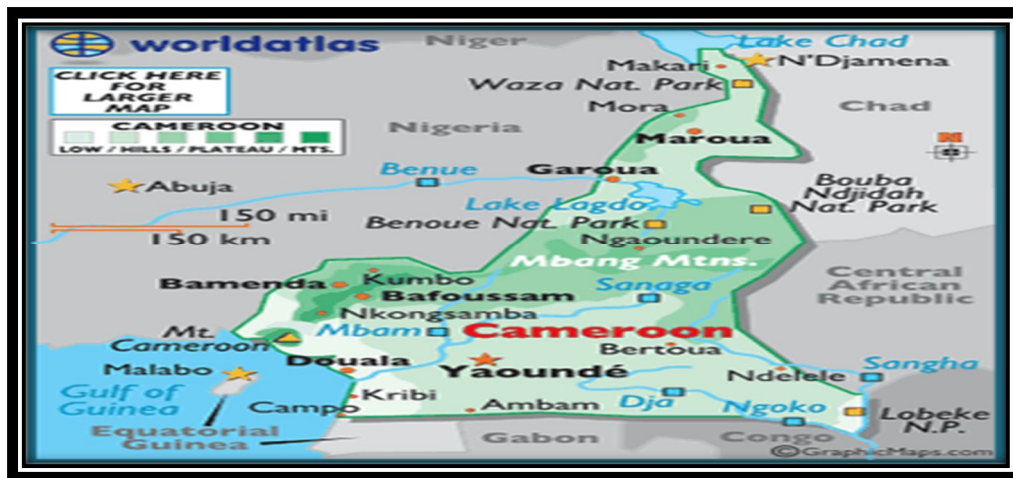 worldatlas
Niger
Lake Chad
N'Djamena
Makari
CLICK HERE
FOR
LARGER
MAP
Waza Nat. Park
Mora
Chad
CAMEROON
LOW / HILLS / PLATEAU / MTS.
Nigeria
Maroua
N
Benue
Garoua
Abuja
Bouba
Ndjidah
Nat. Park
Lake Lagdo
150 mi
Benoue Nat. Park
150 km
Ngaoundere
Mbang Mtns.
Central
African
Republic
Bamenda
Kumbo
Sanaga
Bafoussam
Nkongsamba
Mt.
Cameroon
Mbam
Cameroon
Bertoua
Douala
Malabo
Yaoundé
Ndelele
Sangha
Gulf of
Guinea
Kribi
Campo
Ambam
Dja
Ngoko
Lobeke
N.P.
Equatorial
Guinea
Gabon
Congo
©GraphicMaps.com